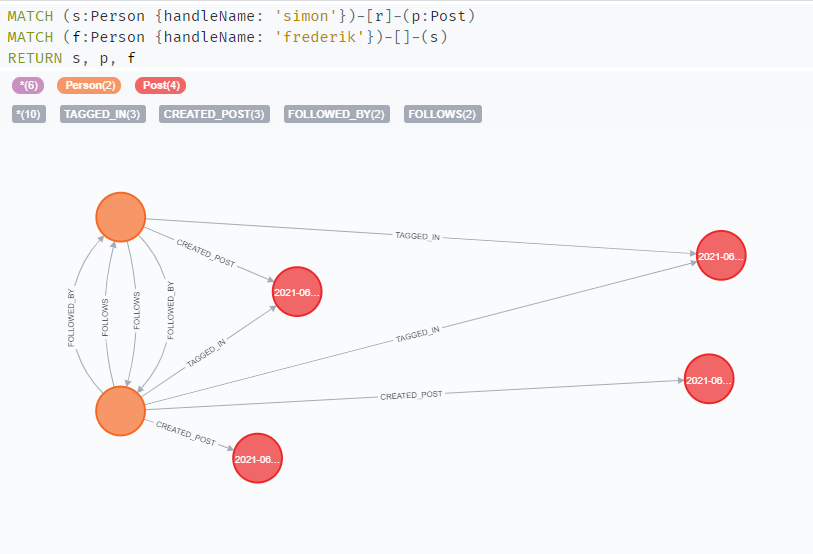 MATCH (s:Person {handleName: 'simon'})-[r]-(p:Post)
MATCH (f:Person {handleName: 'frederik'})-[]-(s)
RETURN s, p, f
*(6) Person(2) Post(4)
*(10) TAGGED_IN(3) CREATED_POST(3) FOLLOWED_BY(2) FOLLOWS(2)
TAGGED_IN
CREATED_POST
2021-06...
2021-06...
FOLLOWED_BY
FOLLOWS
FOLLOWS
FOLLOWED_BY
TAGGED_IN
TAGGED_IN
2021-06...
CREATED_POST
CREATED_POST
2021-06...